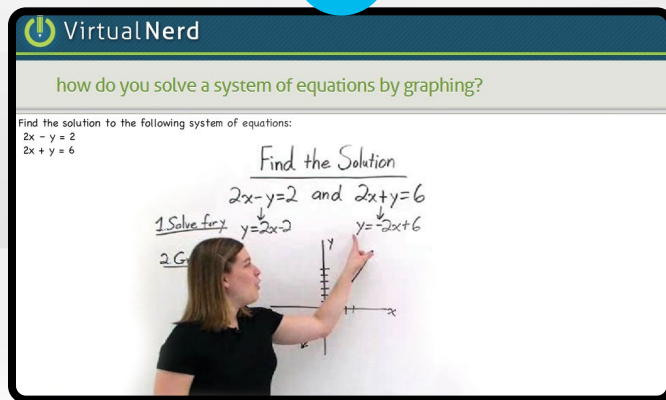 VirtualNerd
how do you solve a system of equations by graphing?
Find the solution to the following system of equations:
2x - y = 2
2x + y = 6
Find the Solution
2x-y=2 and 2x+y=6
1.Solve for y y=2x-2 y=-2x+6
2.G
y
x